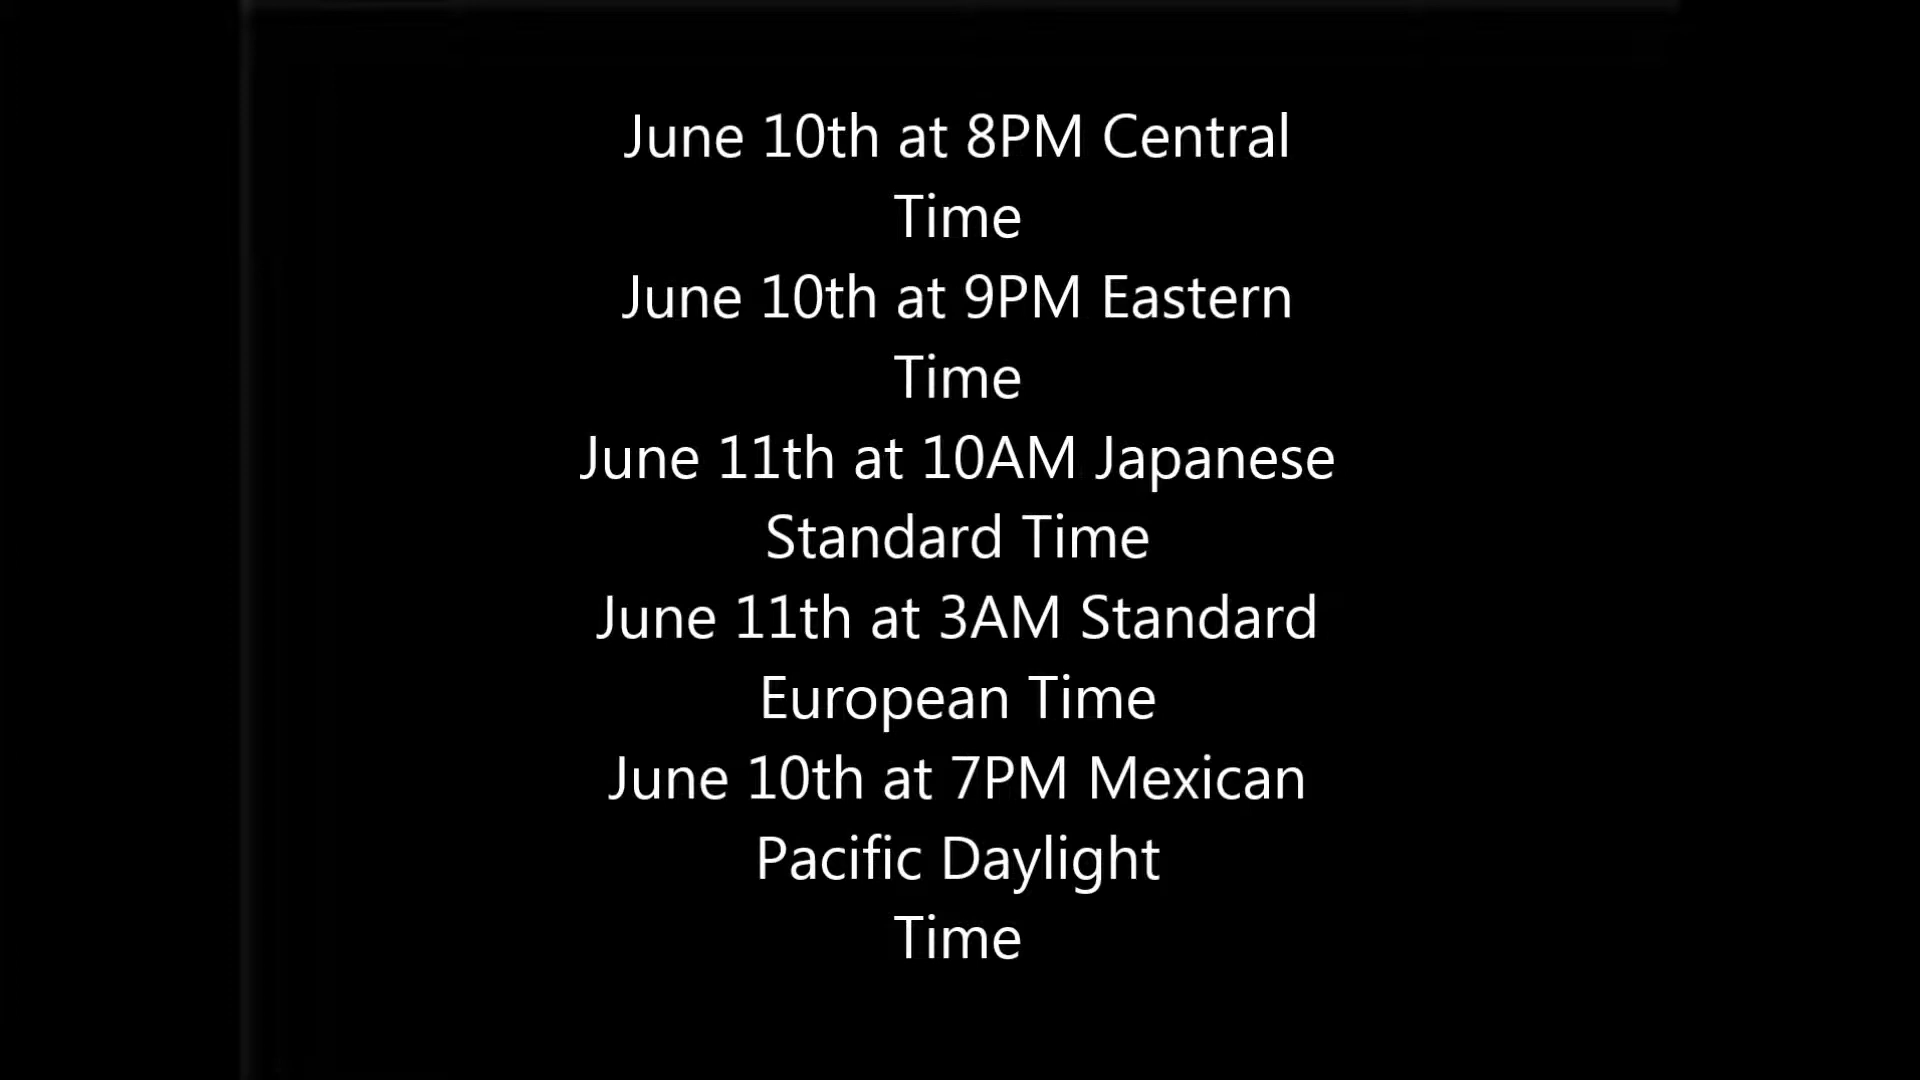 June 10th at 8PM Central
Time
June 10th at 9PM Eastern
Time
June 11th at 10AM Japanese
Standard Time
June 11th at 3AM Standard
European Time
June 10th at 7PM Mexican
Pacific Daylight
Time